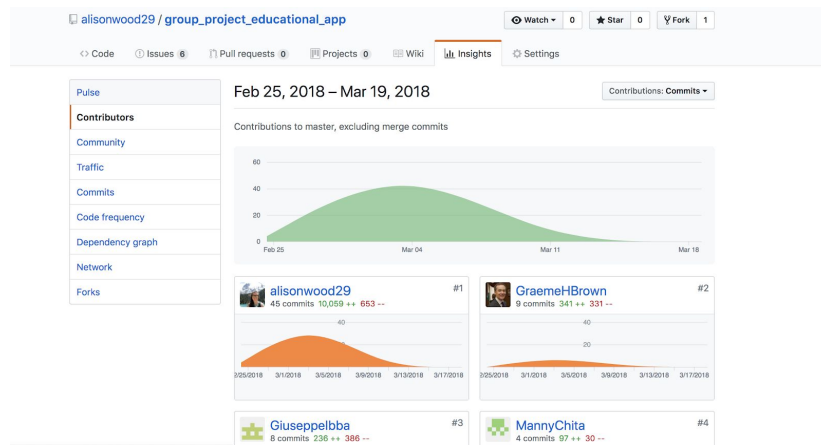 alisonwood29 / group_project_educational_app
Watch 0 Star 0 Fork 1
Code Issues 6 Pull requests 0 Projects 0 Wiki Insights Settings
Pulse
Contributors
Community
Traffic
Commits
Code frequency
Dependency graph
Network
Forks
Feb 25, 2018 – Mar 19, 2018
Contributions: Commits
Contributions to master, excluding merge commits
60
40
20
0
Feb 25 Mar 04 Mar 11 Mar 18
alisonwood29 #1
45 commits 10,059 ++ 653 --
40
2/25/2018 3/1/2018 3/5/2018 3/9/2018 3/13/2018 3/17/2018
GraemeHBrown #2
9 commits 341 ++ 331 --
40
20
2/25/2018 3/1/2018 3/5/2018 3/9/2018 3/13/2018 3/17/2018
Giuseppelbba #3
8 commits 236 ++ 386 --
MannyChita #4
4 commits 97 ++ 30 --